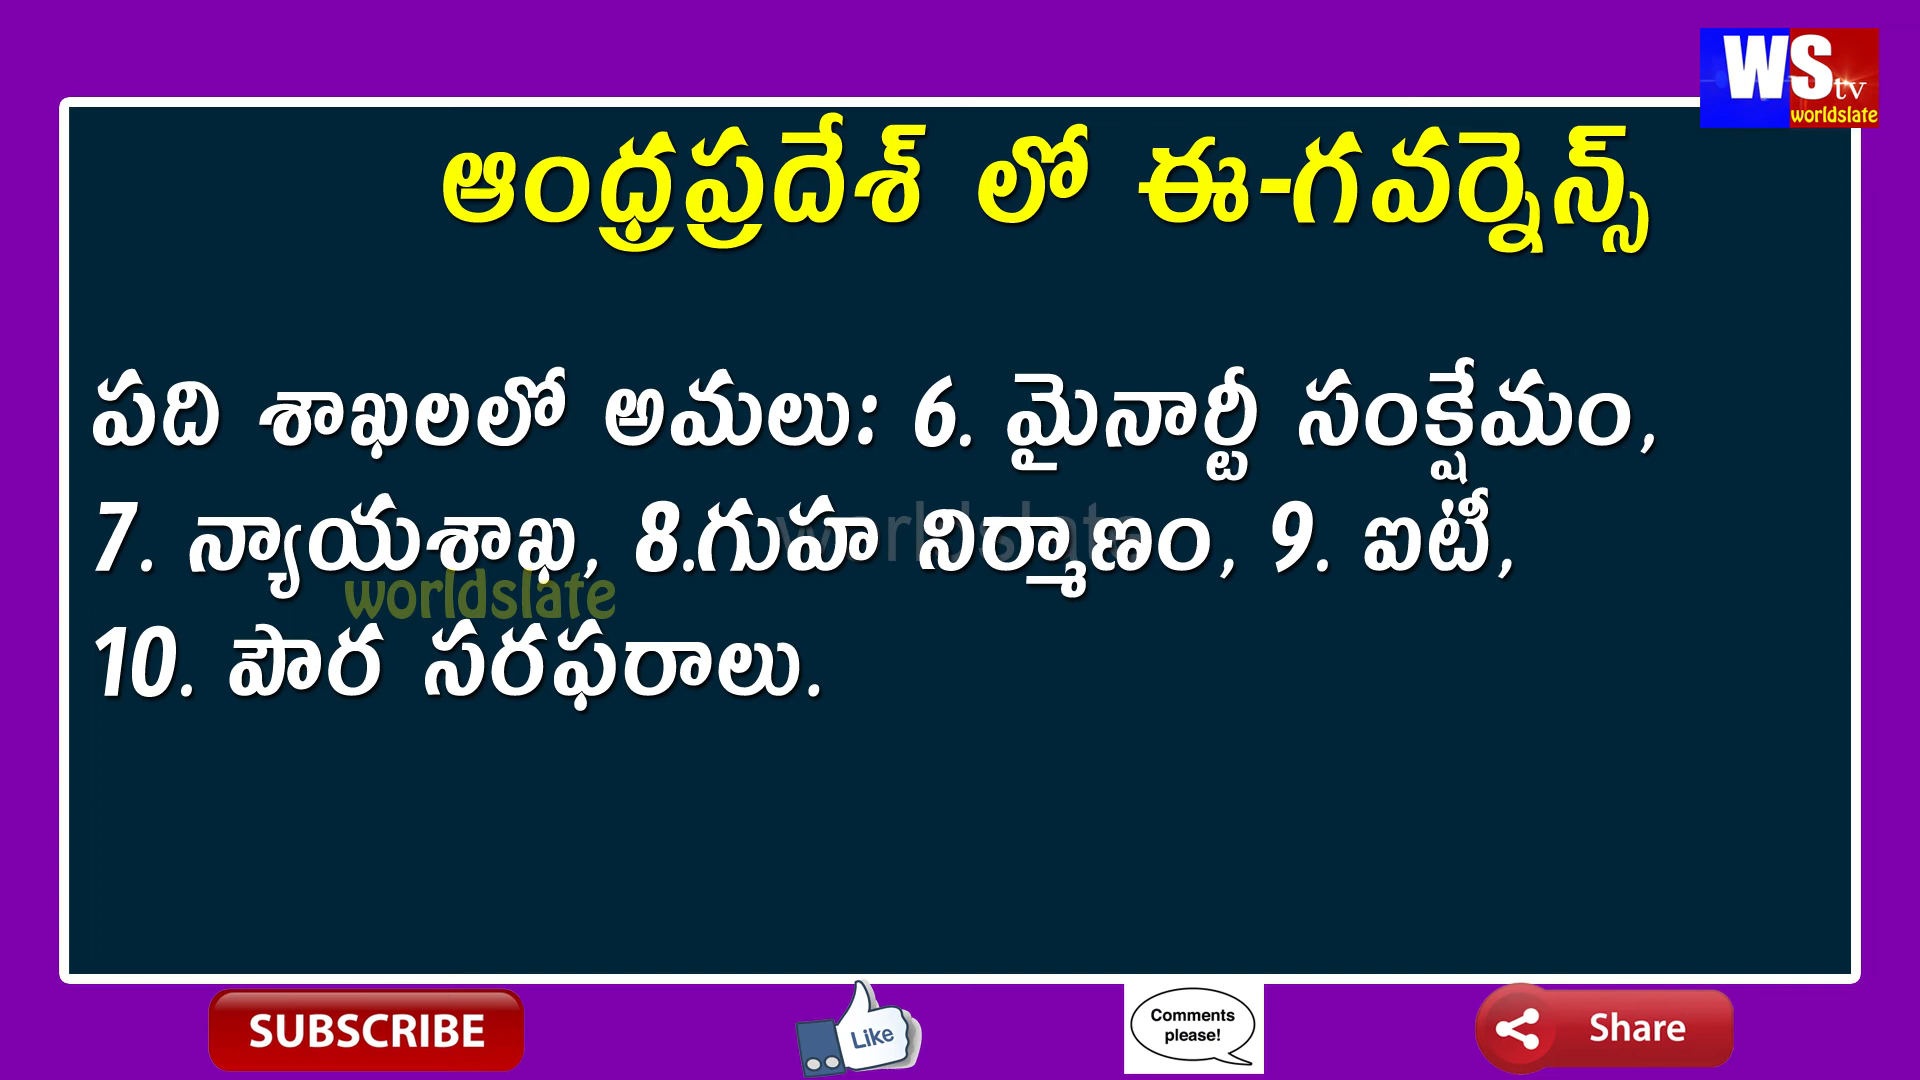 WS tv
worldslate
ఆంధ్రప్రదేశ్ లో ఈ-గవర్నెన్స్
పది శాఖలలో అమలు: 6. మైనార్టీ సంక్షేమం,
7. న్యాయశాఖ, 8.గుహ నిర్మాణం, 9. ఐటీ,
worldslate
worldslate
10. పౌర సరఫరాలు.
SUBSCRIBE
Like
Comments
please!
Share